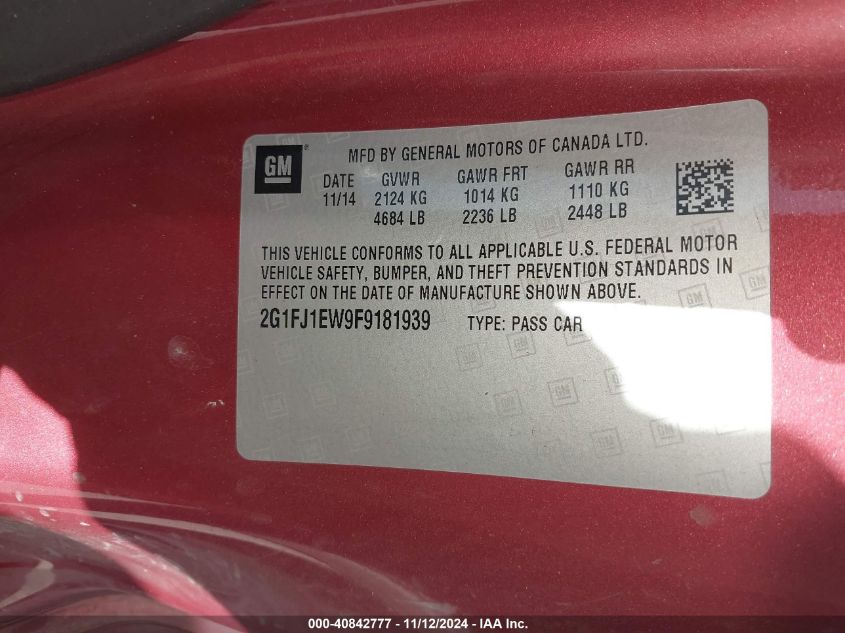 GM
MFD BY GENERAL MOTORS OF CANADA LTD.
DATE GVWR GAWR FRT GAWR RR
11/14 2124 KG 1014 KG 1110 KG
4684 LB 2236 LB 2448 LB
THIS VEHICLE CONFORMS TO ALL APPLICABLE U.S. FEDERAL MOTOR
VEHICLE SAFETY, BUMPER, AND THEFT PREVENTION STANDARDS IN
EFFECT ON THE DATE OF MANUFACTURE SHOWN ABOVE.
2G1FJ1EW9F9181939 TYPE: PASS CAR
000-40842777 - 11/12/2024 - IAA Inc.